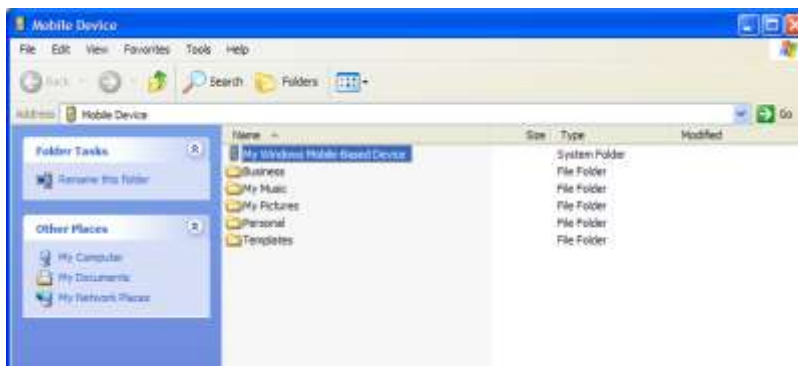 Mobile Device
File Edit View Favorites Tools Help
Back Search Folders
Address Mobile Device Go
Name Size Type Modified
Folder Tasks
Rename this folder
Other Places
My Computer
My Documents
My Network Places
My Windows Mobile-Based Device System Folder
Business File Folder
My Music File Folder
My Pictures File Folder
Personal File Folder
Templates File Folder